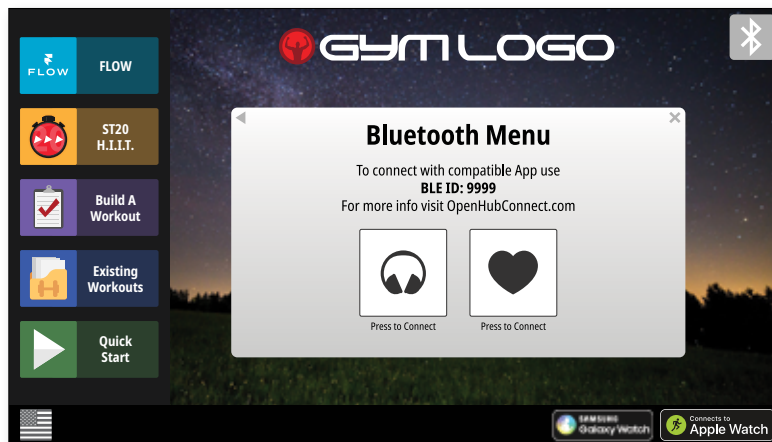 GYM LOGO
FLOW
FLOW
ST20
H.I.I.T.
Build A
Workout
Existing
Workouts
Quick
Start
Bluetooth Menu
To connect with compatible App use
BLE ID: 9999
For more info visit OpenHubConnect.com
Press to Connect
Press to Connect
SAMSUNG
Galaxy Watch
Connects to
Apple Watch